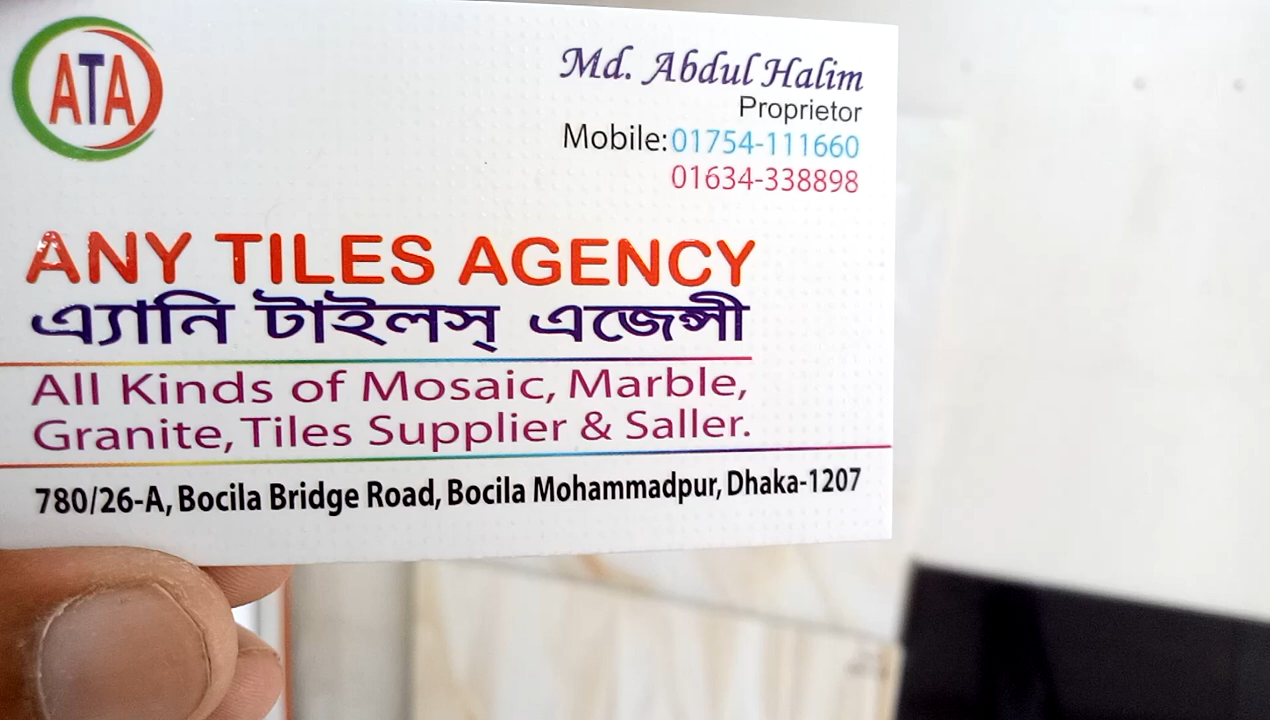 ATA
Md. Abdul Halim
Proprietor
Mobile: 01754-111660
01634-338898
ANY TILES AGENCY
এ্যানি টাইলস্ এজেন্সী
All Kinds of Mosaic, Marble,
Granite, Tiles Supplier & Saller.
780/26-A, Bocila Bridge Road, Bocila Mohammadpur, Dhaka-1207